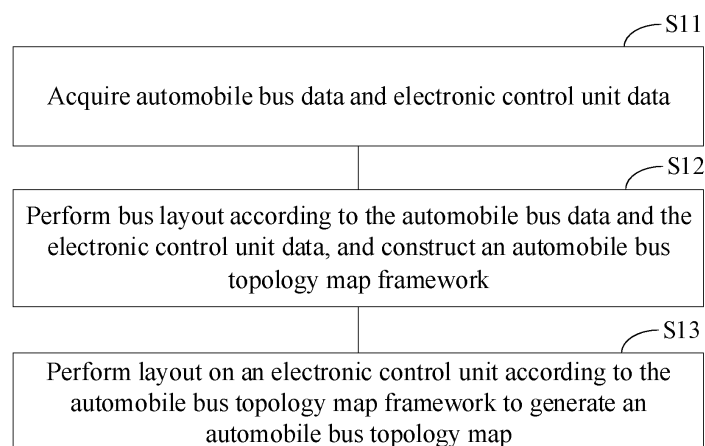 S11
Acquire automobile bus data and electronic control unit data
S12
Perform bus layout according to the automobile bus data and the
electronic control unit data, and construct an automobile bus
topology map framework
S13
Perform layout on an electronic control unit according to the
automobile bus topology map framework to generate an
automobile bus topology map